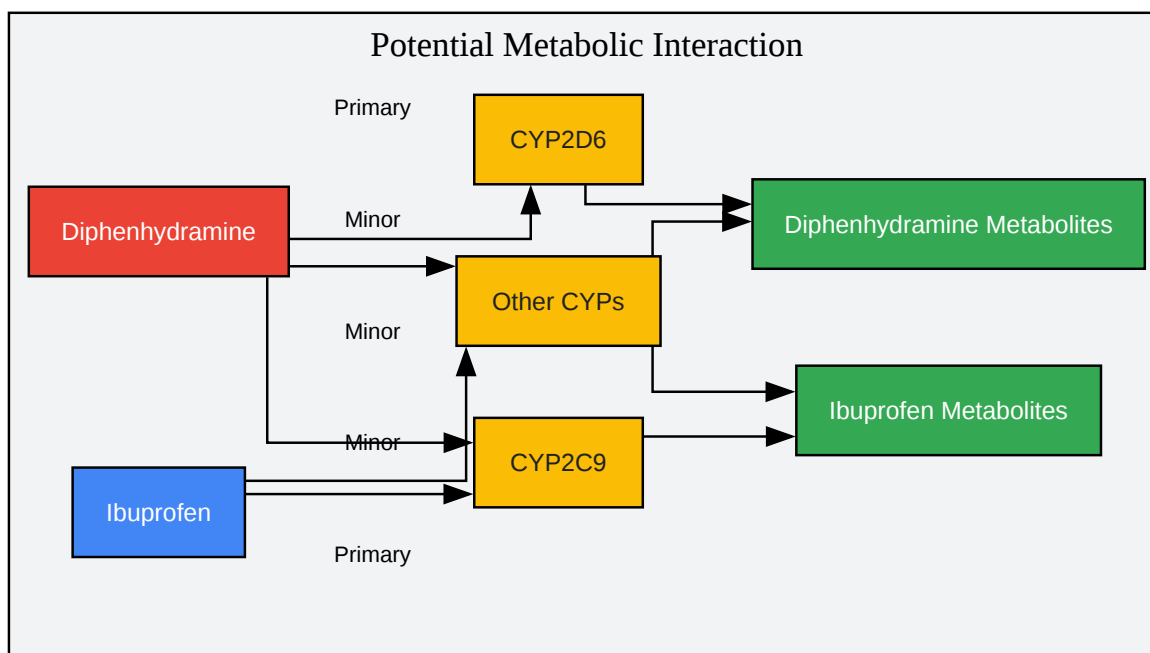 Potential Metabolic Interaction
Primary
CYP2D6
Diphenhydramine
Minor
Diphenhydramine Metabolites
Other CYPs
Minor
Ibuprofen Metabolites
Minor
CYP2C9
Ibuprofen
Primary